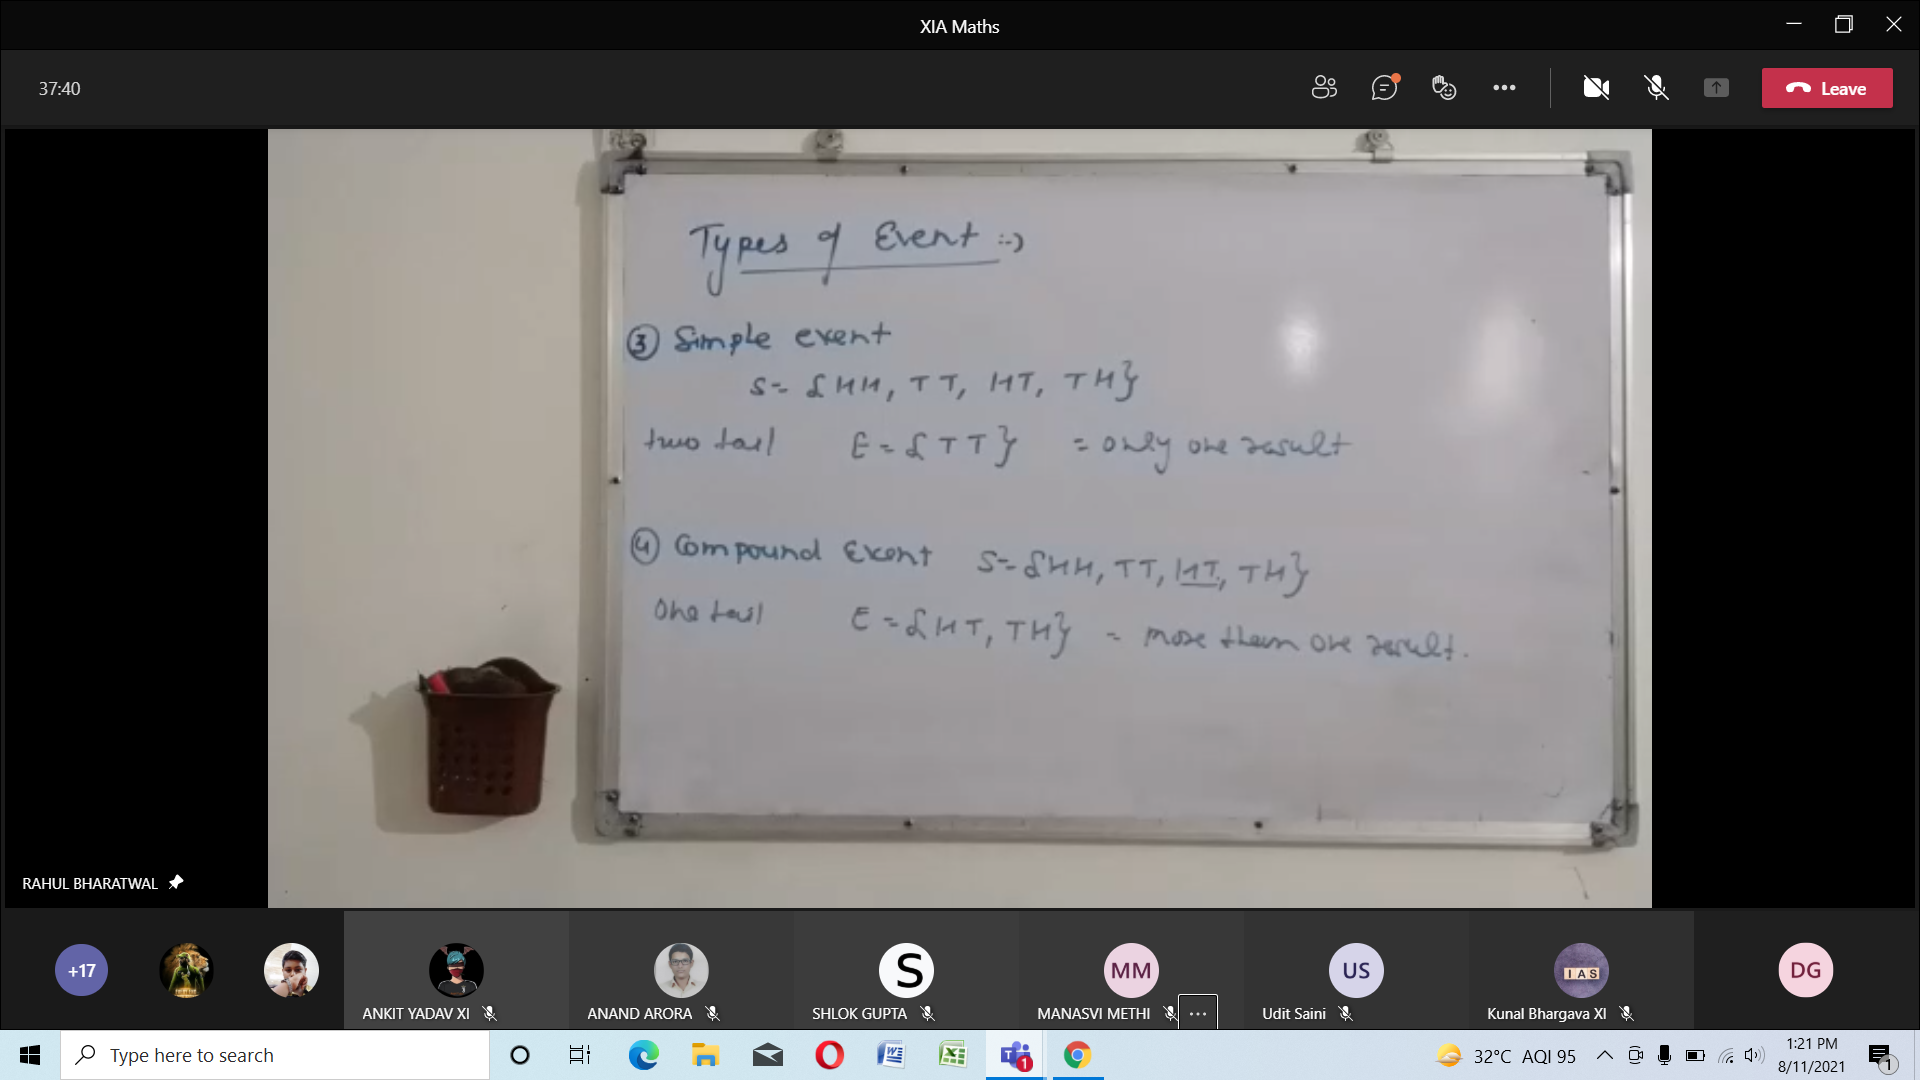 XIA Maths
37:40
Leave
Types of Event :-)
③ Simple event
S = {HH, TT, HT, TH}
two tail E = {TT} = only one result
④ Compound Event S = {HH, TT, HT, TH}
One tail E = {HT, TH} = more than one result.
RAHUL BHARATWAL
+17
ANKIT YADAV XI
ANAND ARORA
S
SHLOK GUPTA
MM
MANASVI METHI
US
Udit Saini
IAS
Kunal Bhargava XI
DG
Type here to search
1
32°C AQI 95
1:21 PM
8/11/2021
1